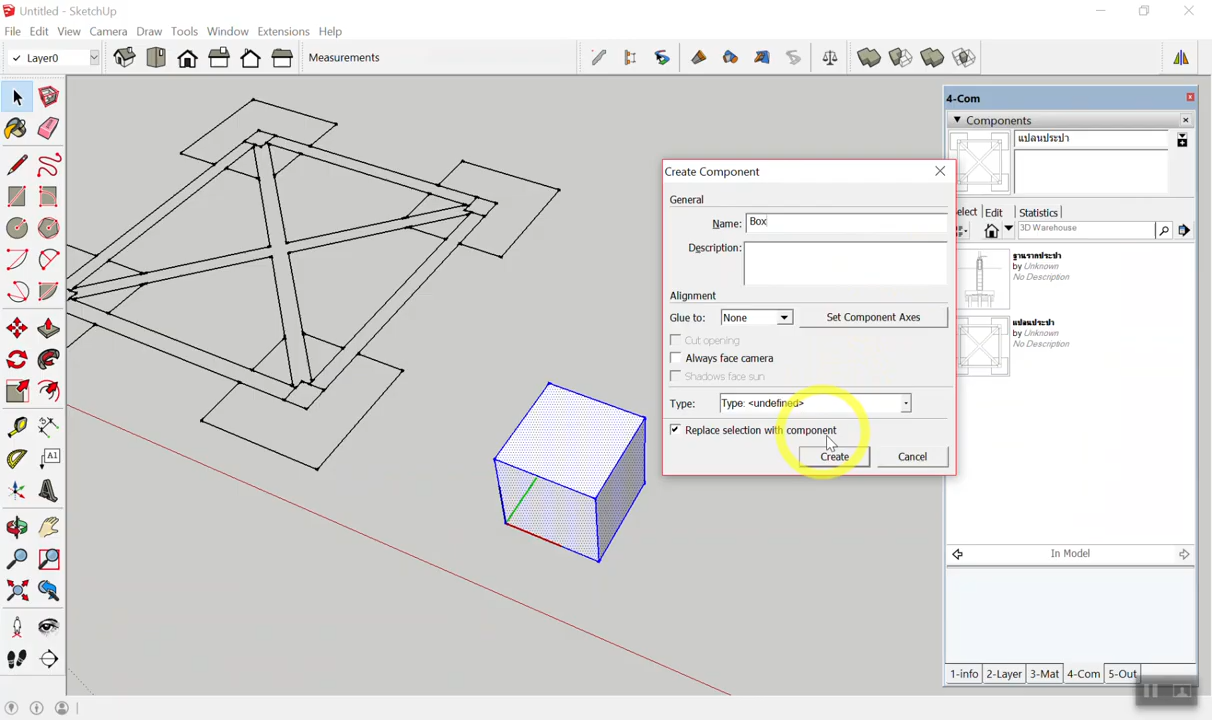 Untitled - SketchUp
File Edit View Camera Draw Tools Window Extensions Help
Layer0
Measurements
4-Com
Components
แปลนประปา
Select Edit Statistics
3D Warehouse
ฐานรากประปา
by Unknown
No Description
แปลนประปา
by Unknown
No Description
In Model
1-info 2-Layer 3-Mat 4-Com 5-Out
Create Component
General
Name: Box
Description:
Alignment
Glue to: None Set Component Axes
Cut opening
Always face camera
Shadows face sun
Type: Type: <undefined>
Replace selection with component
Create Cancel
A1